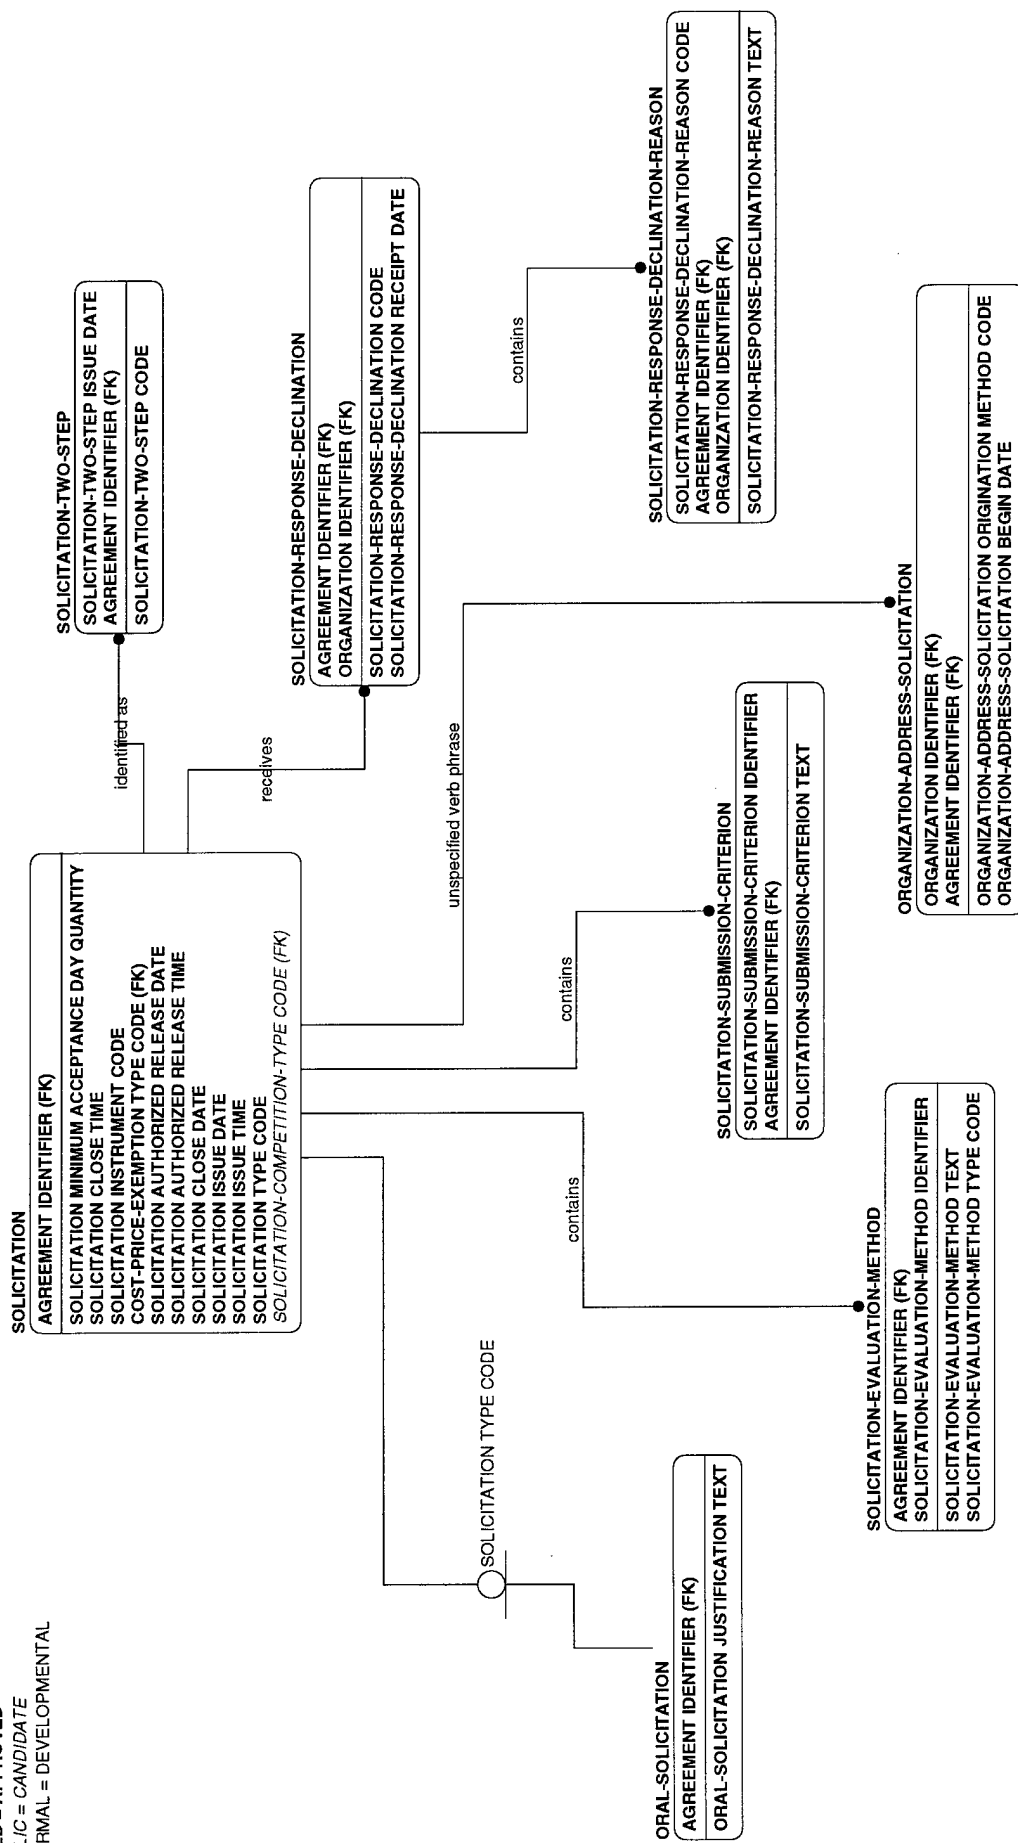 LIC = CANDIDATE
RMAL = DEVELOPMENTAL
SOLICITATION
AGREEMENT IDENTIFIER (FK)
SOLICITATION MINIMUM ACCEPTANCE DAY QUANTITY
SOLICITATION CLOSE TIME
SOLICITATION INSTRUMENT CODE
COST-PRICE-EXEMPTION TYPE CODE (FK)
SOLICITATION AUTHORIZED RELEASE DATE
SOLICITATION AUTHORIZED RELEASE TIME
SOLICITATION CLOSE DATE
SOLICITATION ISSUE DATE
SOLICITATION ISSUE TIME
SOLICITATION TYPE CODE
SOLICITATION-COMPETITION-TYPE CODE (FK)
identified as
SOLICITATION-TWO-STEP
SOLICITATION-TWO-STEP ISSUE DATE
AGREEMENT IDENTIFIER (FK)
SOLICITATION-TWO-STEP CODE
receives
SOLICITATION-RESPONSE-DECLINATION
AGREEMENT IDENTIFIER (FK)
ORGANIZATION IDENTIFIER (FK)
SOLICITATION-RESPONSE-DECLINATION CODE
SOLICITATION-RESPONSE-DECLINATION RECEIPT DATE
contains
SOLICITATION-RESPONSE-DECLINATION-REASON
SOLICITATION-RESPONSE-DECLINATION-REASON CODE
AGREEMENT IDENTIFIER (FK)
ORGANIZATION IDENTIFIER (FK)
SOLICITATION-RESPONSE-DECLINATION-REASON TEXT
unspecified verb phrase
ORGANIZATION-ADDRESS-SOLICITATION
ORGANIZATION IDENTIFIER (FK)
AGREEMENT IDENTIFIER (FK)
ORGANIZATION-ADDRESS-SOLICITATION ORIGINATION METHOD CODE
ORGANIZATION-ADDRESS-SOLICITATION BEGIN DATE
contains
SOLICITATION-SUBMISSION-CRITERION
SOLICITATION-SUBMISSION-CRITERION IDENTIFIER
AGREEMENT IDENTIFIER (FK)
SOLICITATION-SUBMISSION-CRITERION TEXT
contains
SOLICITATION-EVALUATION-METHOD
AGREEMENT IDENTIFIER (FK)
SOLICITATION-EVALUATION-METHOD IDENTIFIER
SOLICITATION-EVALUATION-METHOD TEXT
SOLICITATION-EVALUATION-METHOD TYPE CODE
SOLICITATION TYPE CODE
ORAL-SOLICITATION
AGREEMENT IDENTIFIER (FK)
ORAL-SOLICITATION JUSTIFICATION TEXT